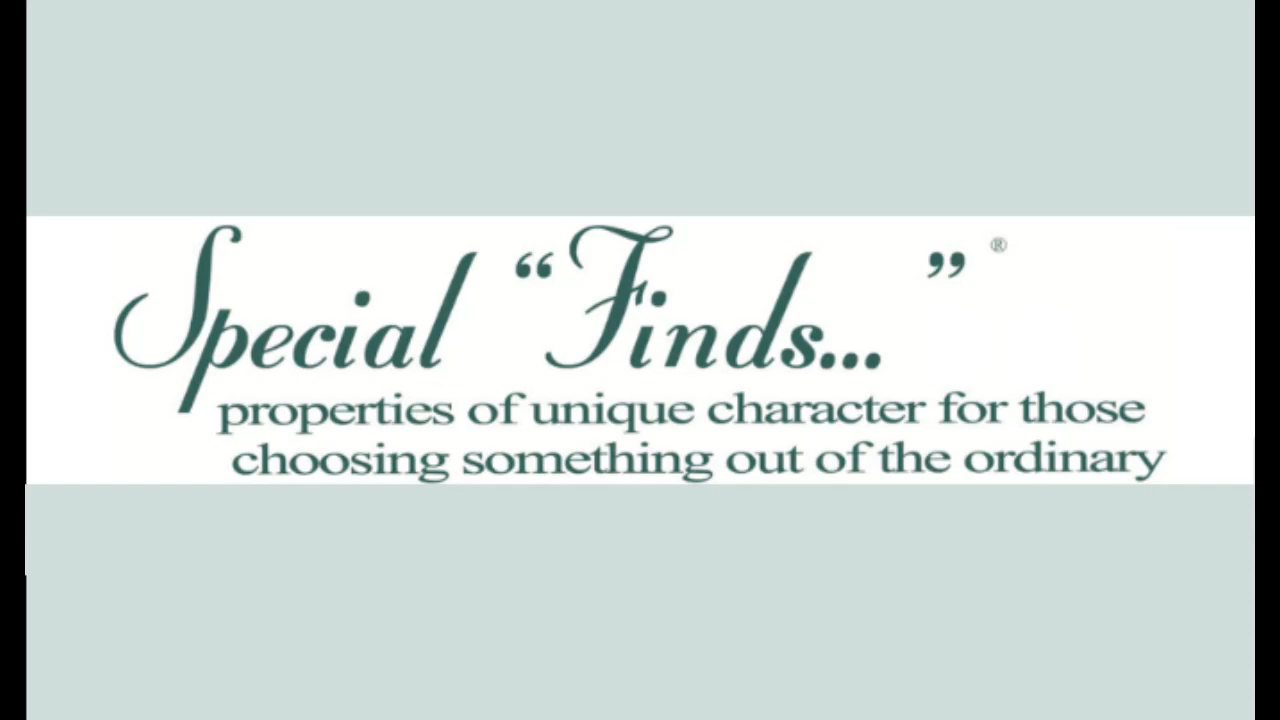 Special “Finds...” ®
properties of unique character for those
choosing something out of the ordinary